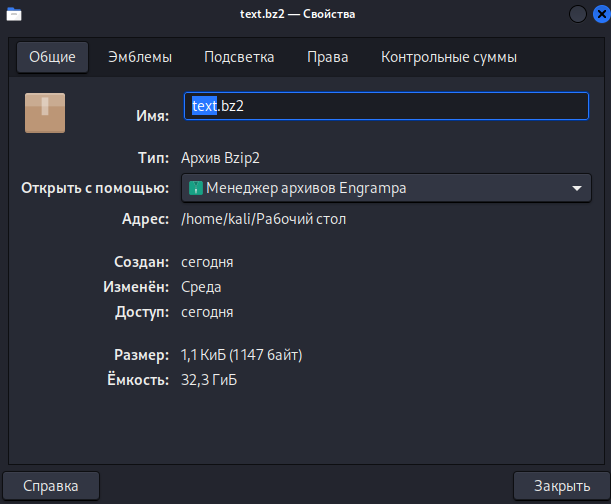 text.bz2 — Свойства
Общие Эмблемы Подсветка Права Контрольные суммы
Имя: text.bz2
Тип: Архив Bzip2
Открыть с помощью: Менеджер архивов Engrampa
Адрес: /home/kali/Рабочий стол
Создан: сегодня
Изменён: Среда
Доступ: сегодня
Размер: 1,1 КиБ (1147 байт)
Ёмкость: 32,3 ГиБ
Справка Закрыть